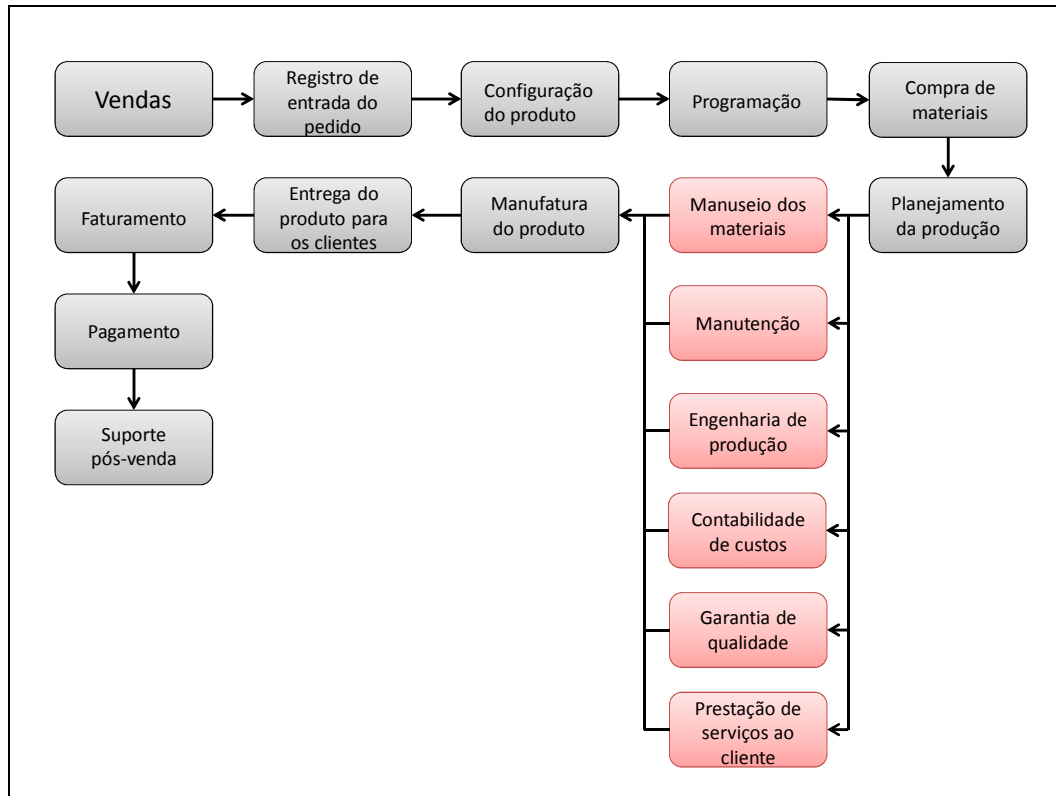 Vendas
Registro de
entrada do
pedido
Configuração
do produto
Programação
Compra de
materiais
Faturamento
Entrega do
produto para
os clientes
Manufatura
do produto
Manuseio dos
materiais
Planejamento
da produção
Pagamento
Manutenção
Suporte
pós-venda
Engenharia de
produção
Contabilidade
de custos
Garantia de
qualidade
Prestação de
serviços ao
cliente